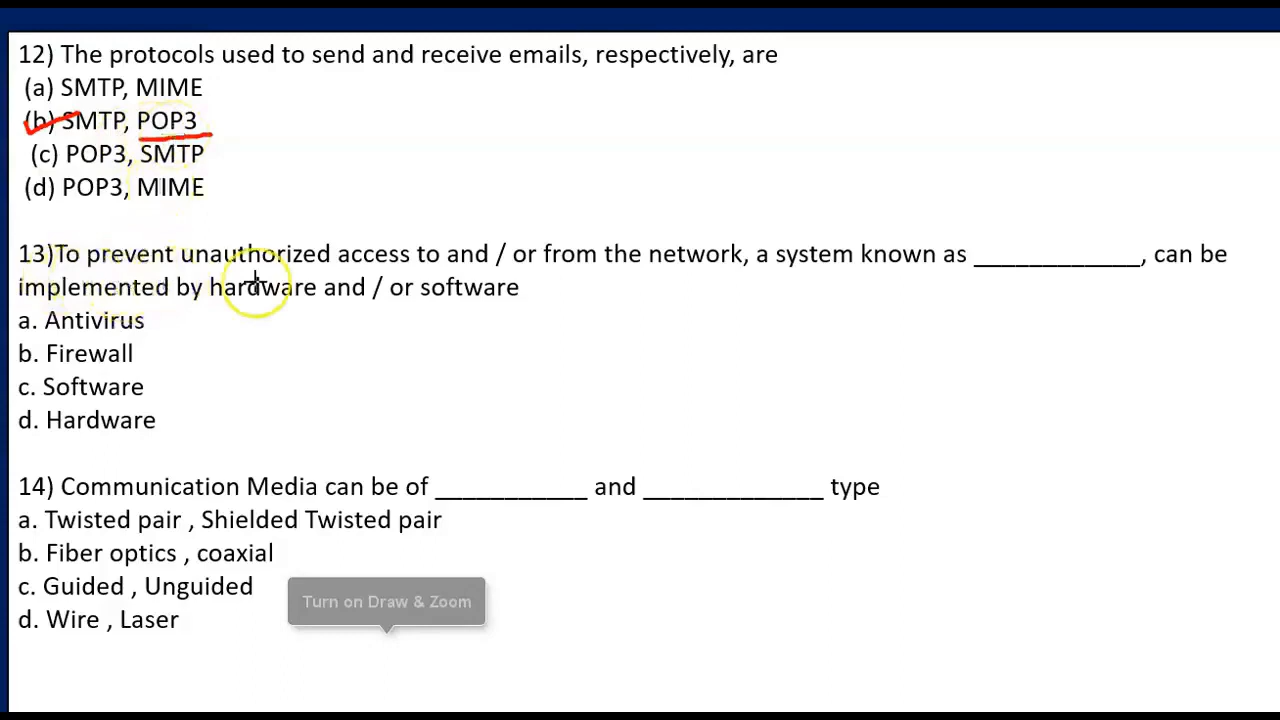 12) The protocols used to send and receive emails, respectively, are
(a) SMTP, MIME
(b) SMTP, POP3
(c) POP3, SMTP
(d) POP3, MIME
13)To prevent unauthorized access to and / or from the network, a system known as ____________, can be
implemented by hardware and / or software
a. Antivirus
b. Firewall
c. Software
d. Hardware
14) Communication Media can be of ___________ and _____________ type
a. Twisted pair , Shielded Twisted pair
b. Fiber optics , coaxial
c. Guided , Unguided
d. Wire , Laser
Turn on Draw & Zoom